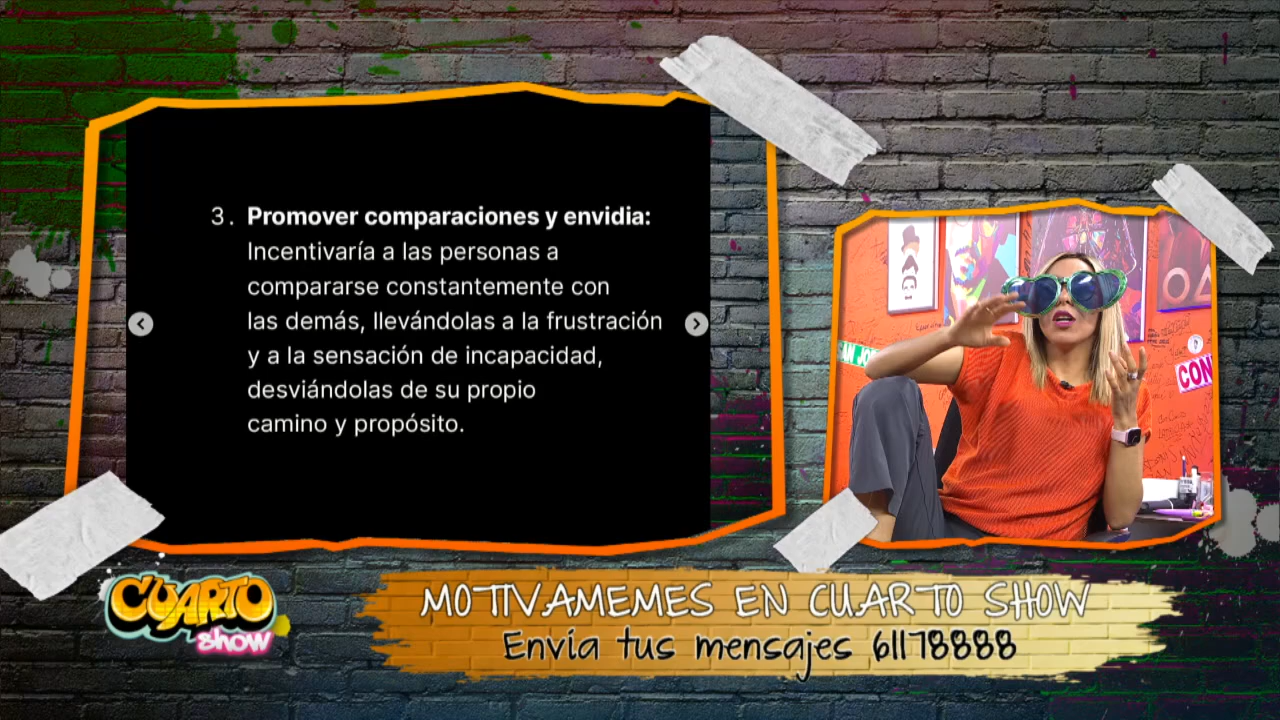 3. Promover comparaciones y envidia:
Incentivaría a las personas a
compararse constantemente con
las demás, llevándolas a la frustración
y a la sensación de incapacidad,
desviándolas de su propio
camino y propósito.
CON
CUARTO
show
MOTIVAMEMES EN CUARTO SHOW
Envía tus mensajes 61178888